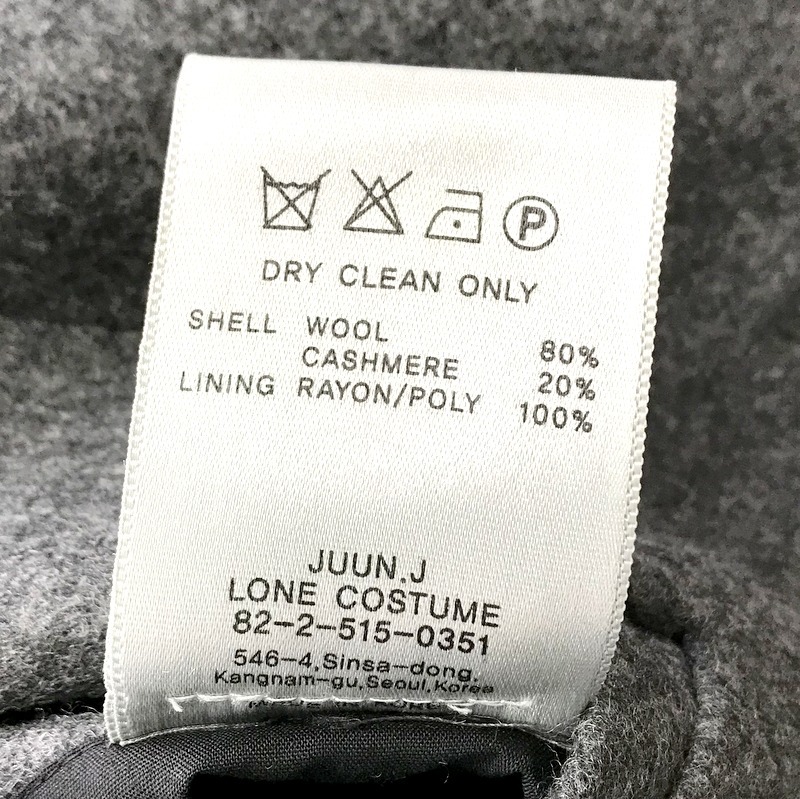 P
DRY CLEAN ONLY
SHELL WOOL 80%
CASHMERE 20%
LINING RAYON/POLY 100%
JUUN.J
LONE COSTUME
82-2-515-0351
546-4,Sinsa-dong,
Kangnam-gu,Seoul,Korea